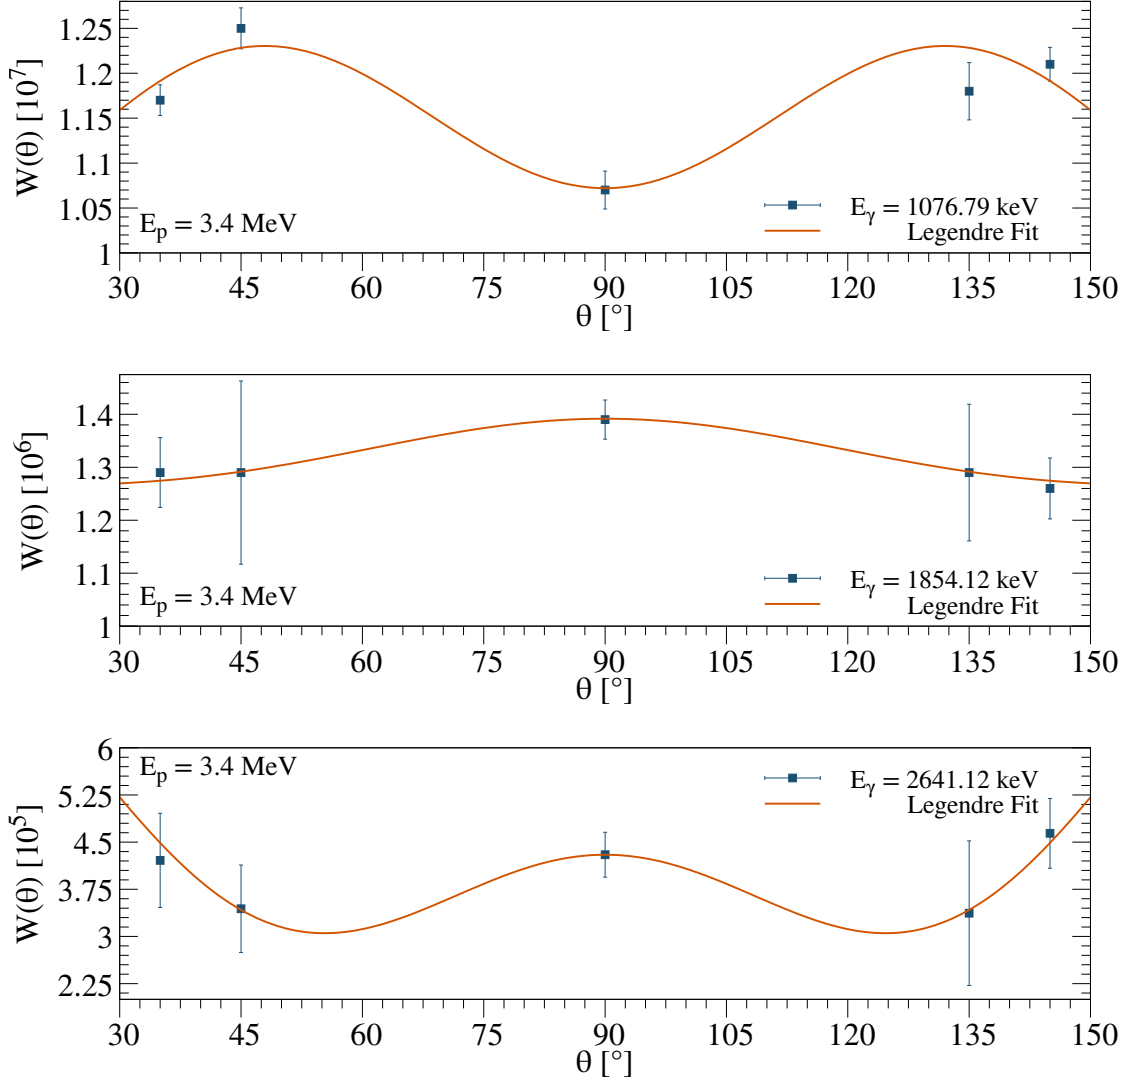 1.25
1.2
1.15
1.1
1.05
1
W(θ) [10⁷]
E_p = 3.4 MeV
E_γ = 1076.79 keV
Legendre Fit
30 45 60 75 90 105 120 135 150
θ [°]
1.4
1.3
1.2
1.1
1
W(θ) [10⁶]
E_p = 3.4 MeV
E_γ = 1854.12 keV
Legendre Fit
30 45 60 75 90 105 120 135 150
θ [°]
6
5.25
4.5
3.75
3
2.25
W(θ) [10⁵]
E_p = 3.4 MeV
E_γ = 2641.12 keV
Legendre Fit
30 45 60 75 90 105 120 135 150
θ [°]